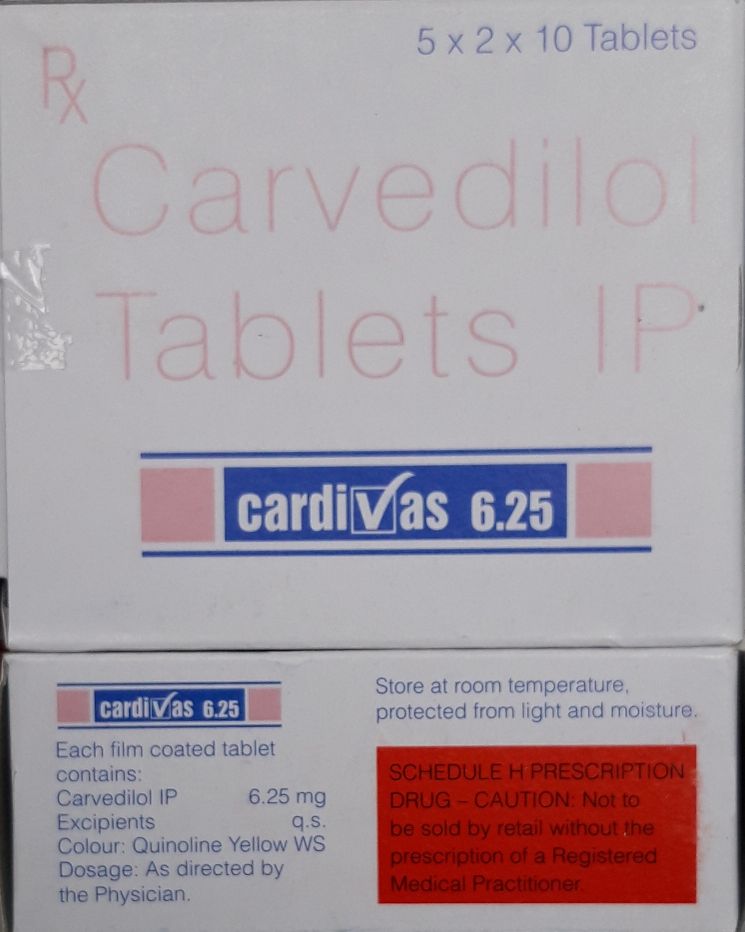 5 x 2 x 10 Tablets
Rx
Carvedilol
Tablets IP
cardivas 6.25
cardivas 6.25
Each film coated tablet
contains:
Carvedilol IP 6.25 mg
Excipients q.s.
Colour: Quinoline Yellow WS
Dosage: As directed by
the Physician.
Store at room temperature,
protected from light and moisture.
SCHEDULE H PRESCRIPTION
DRUG – CAUTION: Not to
be sold by retail without the
prescription of a Registered
Medical Practitioner.